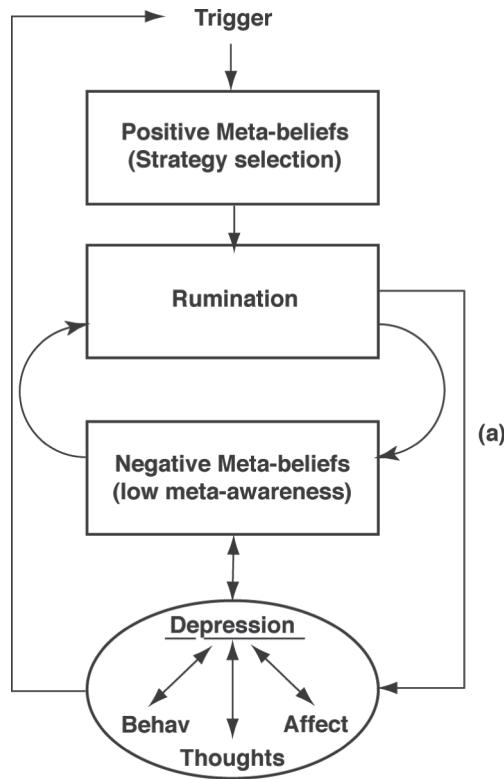 Trigger
Positive Meta-beliefs
(Strategy selection)
Rumination
(a)
Negative Meta-beliefs
(low meta-awareness)
Depression
Behav
Affect
Thoughts